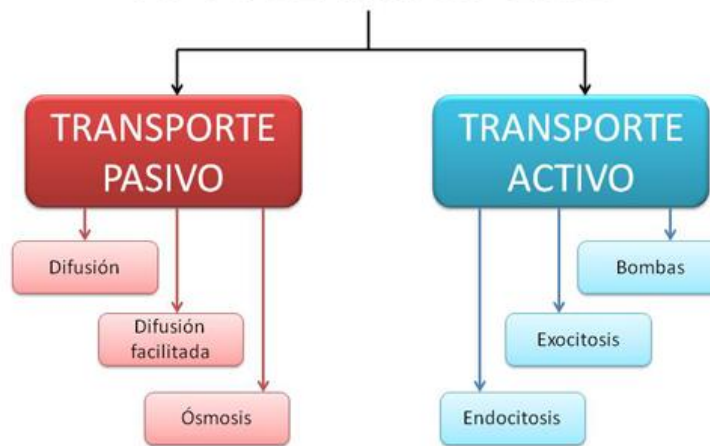 TRANSPORTE
PASIVO
TRANSPORTE
ACTIVO
Difusión
Bombas
Difusión
facilitada
Exocitosis
Ósmosis
Endocitosis